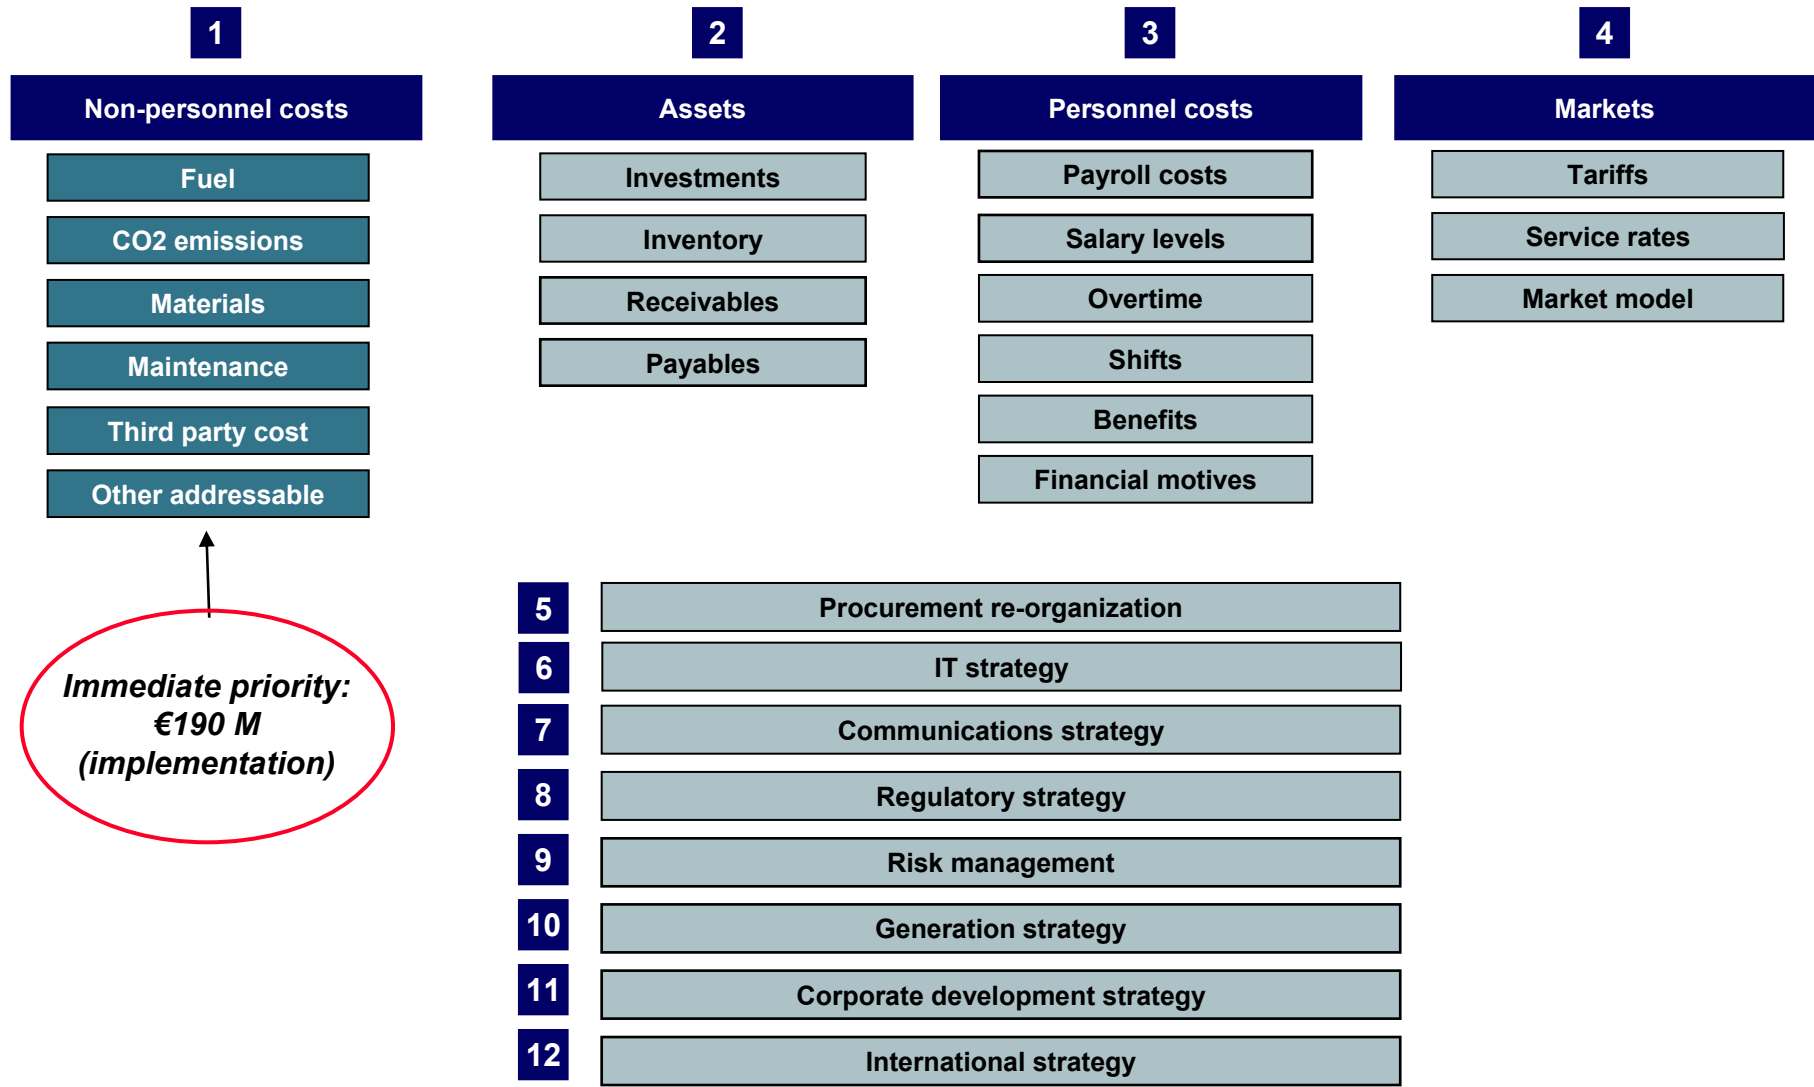 1
Non-personnel costs
Fuel
CO2 emissions
Materials
Maintenance
Third party cost
Other addressable
Immediate priority:
€190 M
(implementation)
2
Assets
Investments
Inventory
Receivables
Payables
3
Personnel costs
Payroll costs
Salary levels
Overtime
Shifts
Benefits
Financial motives
4
Markets
Tariffs
Service rates
Market model
5 Procurement re-organization
6 IT strategy
7 Communications strategy
8 Regulatory strategy
9 Risk management
10 Generation strategy
11 Corporate development strategy
12 International strategy